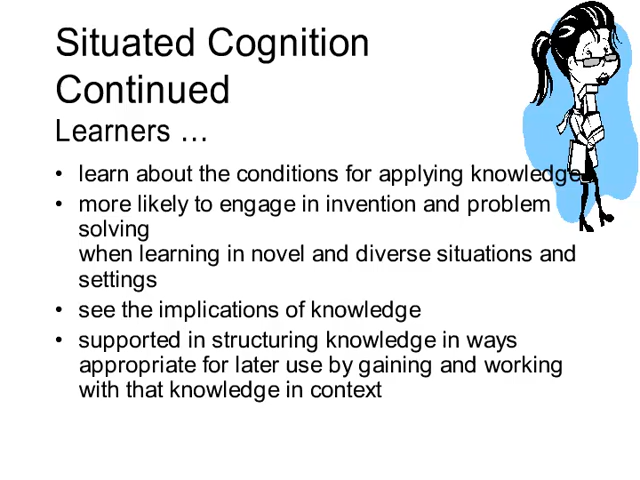 Situated Cognition
Continued
Learners …
• learn about the conditions for applying knowledge
• more likely to engage in invention and problem
solving
when learning in novel and diverse situations and
settings
• see the implications of knowledge
• supported in structuring knowledge in ways
appropriate for later use by gaining and working
with that knowledge in context